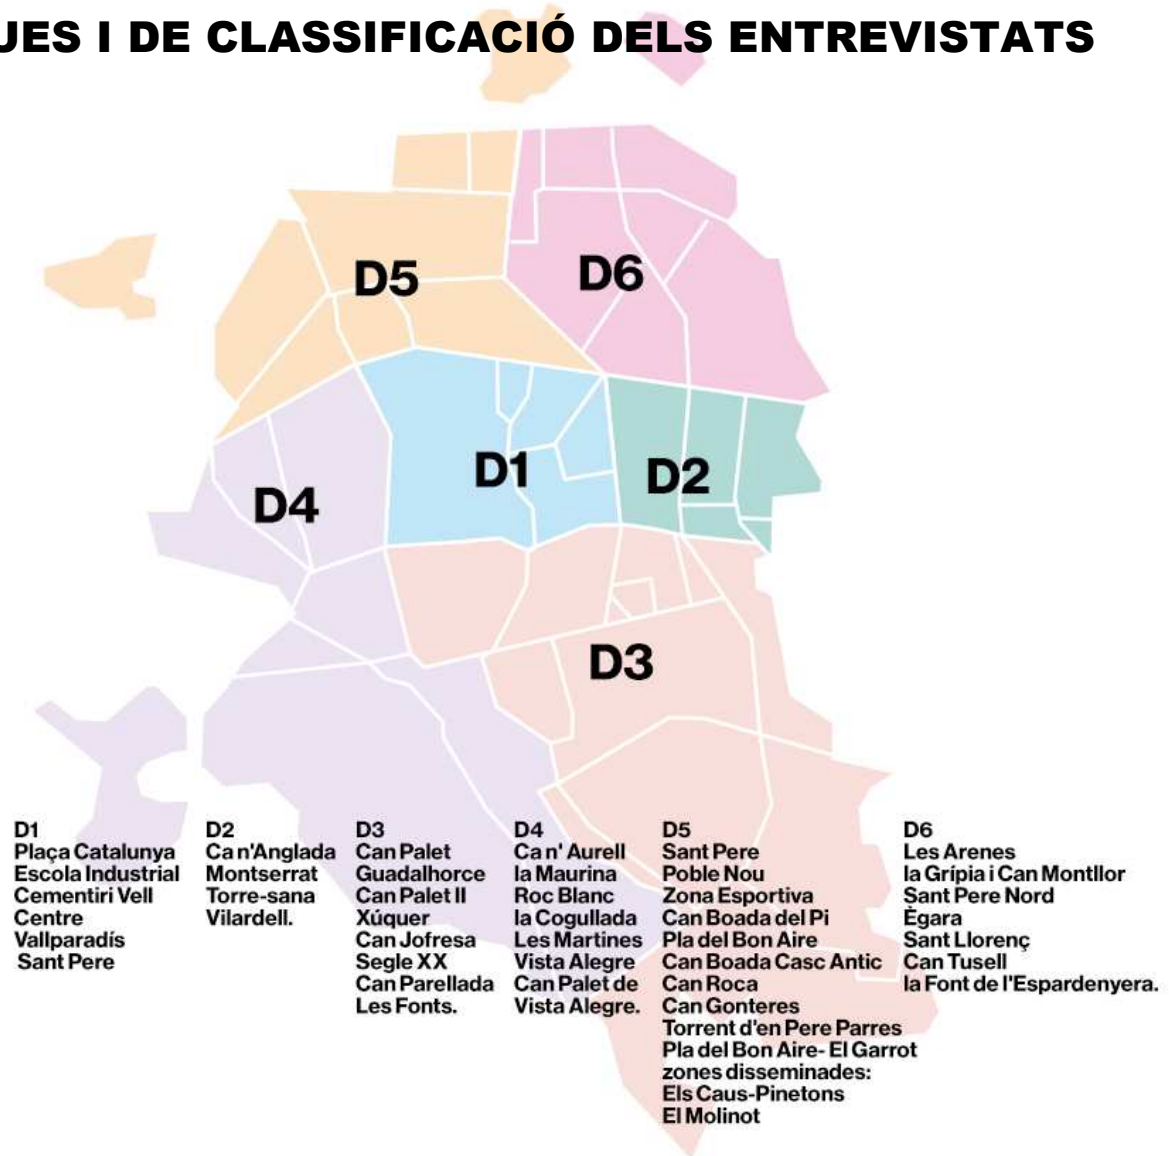 JES I DE CLASSIFICACIÓ DELS ENTREVISTATS
D5
D6
D1
D2
D4
D3
D1
Plaça Catalunya
Escola Industrial
Cementiri Vell
Centre
Vallparadís
Sant Pere
D2
Ca n'Anglada
Montserrat
Torre-sana
Vilardell.
D3
Can Palet
Guadalhorce
Can Palet II
Xúquer
Can Jofresa
Segle XX
Can Parellada
Les Fonts.
D4
Ca n' Aurell
la Maurina
Roc Blanc
la Cogullada
Les Martines
Vista Alegre
Can Palet de
Vista Alegre.
D5
Sant Pere
Poble Nou
Zona Esportiva
Can Boada del Pi
Pla del Bon Aire
Can Boada Casc Antic
Can Roca
Can Gonteres
Torrent d'en Pere Parres
Pla del Bon Aire- El Garrot
zones disseminades:
Els Caus-Pinetons
El Molinot
D6
Les Arenes
la Grípia i Can Montllor
Sant Pere Nord
Ègara
Sant Llorenç
Can Tusell
la Font de l'Espardenyera.